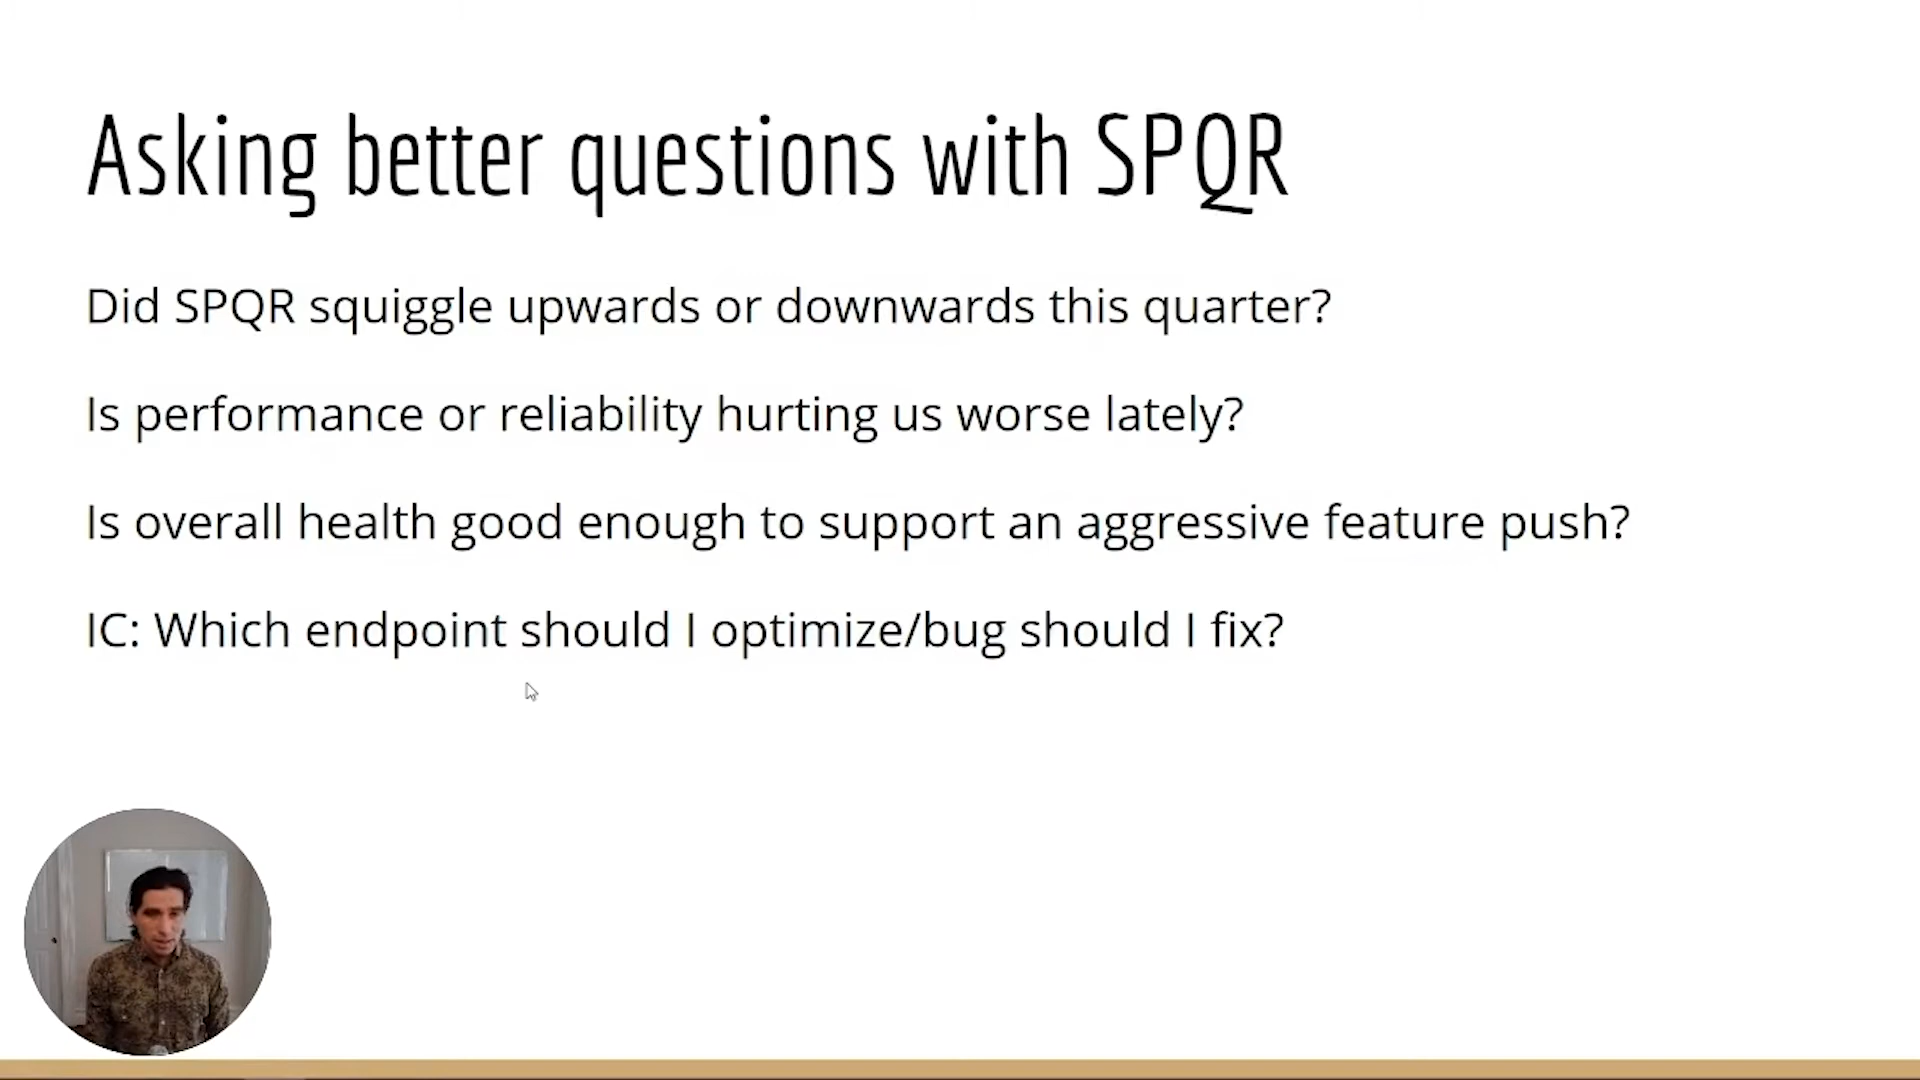 Asking better questions with SPQR
Did SPQR squiggle upwards or downwards this quarter?
Is performance or reliability hurting us worse lately?
Is overall health good enough to support an aggressive feature push?
IC: Which endpoint should I optimize/bug should I fix?